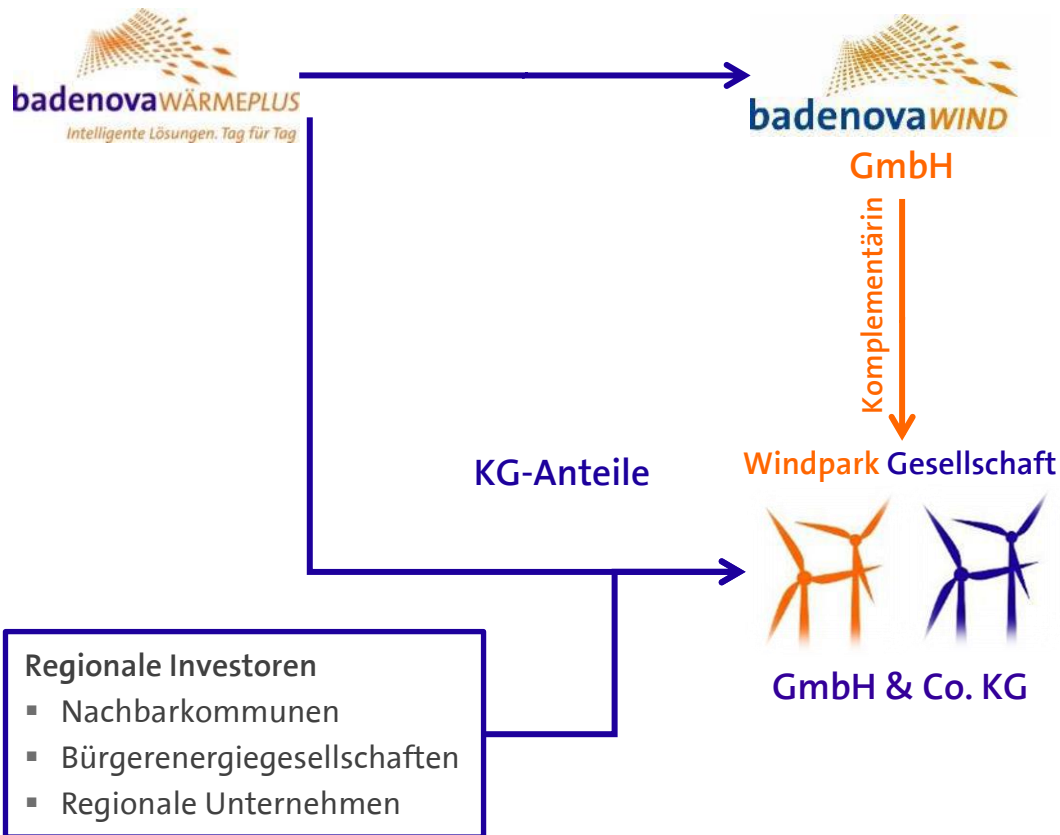 badenovaWÄRMEPLUS
Intelligente Lösungen. Tag für Tag
badenovaWIND
GmbH
Komplementärin
KG-Anteile
Windpark Gesellschaft
GmbH & Co. KG
Regionale Investoren
▪ Nachbarkommunen
▪ Bürgerenergiegesellschaften
▪ Regionale Unternehmen